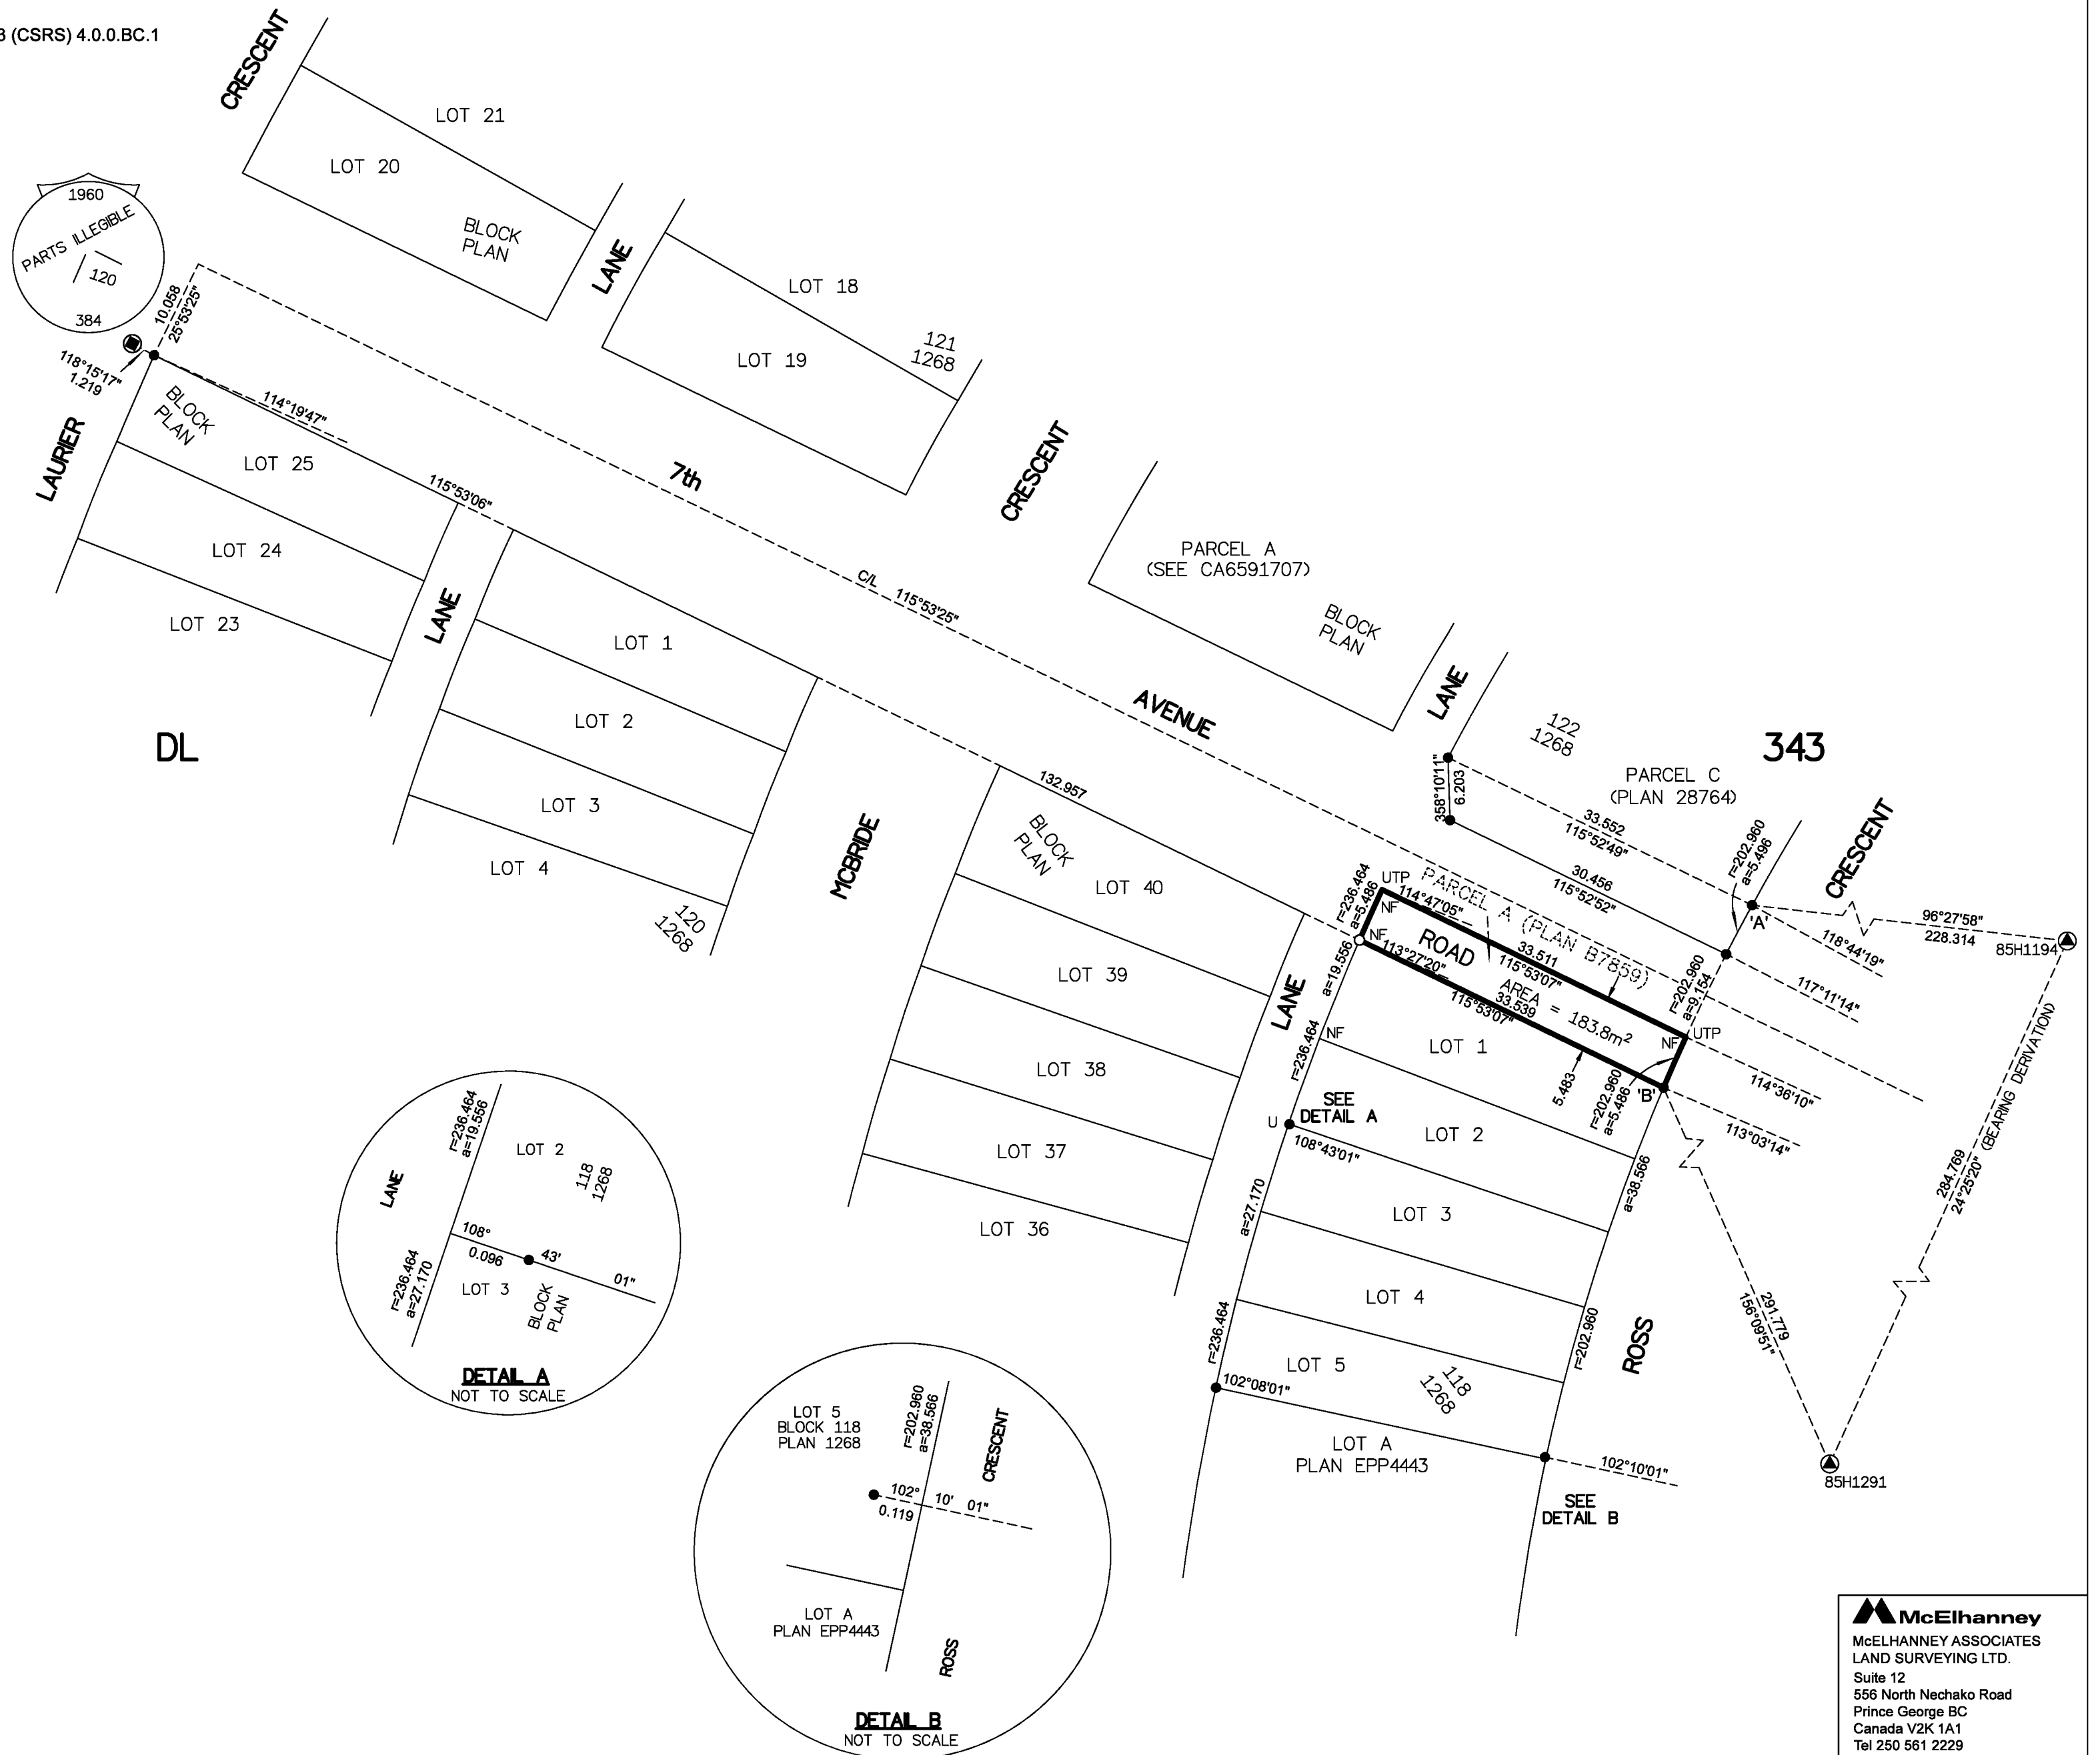 3 (CSRS) 4.0.0.BC.1
CRESCENT
LOT 21
LOT 20
BLOCK
PLAN
LANE
1960
PARTS ILLEGIBLE
120
384
10.058
25°53'25"
118°15'17"
1.219
LOT 18
121
1268
LOT 19
BLOCK
PLAN
114°19'47"
LAURIER
LOT 25
115°53'06"
LOT 24
LOT 23
LANE
7th
C/L
115°53'25"
AVENUE
CRESCENT
PARCEL A
(SEE CA6591707)
BLOCK
PLAN
LANE
122
1268
343
PARCEL C
(PLAN 28764)
DL
LOT 1
LOT 2
LOT 3
LOT 4
120
1268
MCBRIDE
132.957
BLOCK
PLAN
LOT 40
LOT 39
LOT 38
LOT 37
LOT 36
LANE
358°10'11"
6.203
33.552
115°52'49"
30.456
115°52'52"
r=202.960
a=5.496
CRESCENT
'A'
96°27'58"
228.314
85H1194
118°44'19"
117°11'14"
r=236.464
a=5.486
UTP
NF
114°47'05"
PARCEL A (PLAN B7859)
NF
113°27'20"
ROAD
33.511
115°53'07"
AREA = 183.8m²
33.539
115°53'07"
r=202.960
a=9.154
UTP
NF
114°36'10"
'B'
113°03'14"
5.483
r=202.960
a=5.486
a=19.556
r=236.464
NF
LOT 1
SEE
DETAIL A
U
108°43'01"
LOT 2
LOT 3
LOT 4
LOT 5
118
1268
a=27.170
r=236.464
a=38.566
r=202.960
102°08'01"
LOT A
PLAN EPP4443
102°10'01"
SEE
DETAIL B
ROSS
291.779
156°09'51"
284.769
24°25'20" (BEARING DERIVATION)
85H1291
r=236.464
a=19.556
LANE
LOT 2
118
1268
108°
0.096
43'
01"
LOT 3
BLOCK
PLAN
r=236.464
a=27.170
DETAIL A
NOT TO SCALE
LOT 5
BLOCK 118
PLAN 1268
r=202.960
a=38.566
CRESCENT
102°
10'
01"
0.119
LOT A
PLAN EPP4443
ROSS
DETAIL B
NOT TO SCALE
McElhanney
McELHANNEY ASSOCIATES
LAND SURVEYING LTD.
Suite 12
556 North Nechako Road
Prince George BC
Canada V2K 1A1
Tel 250 561 2229